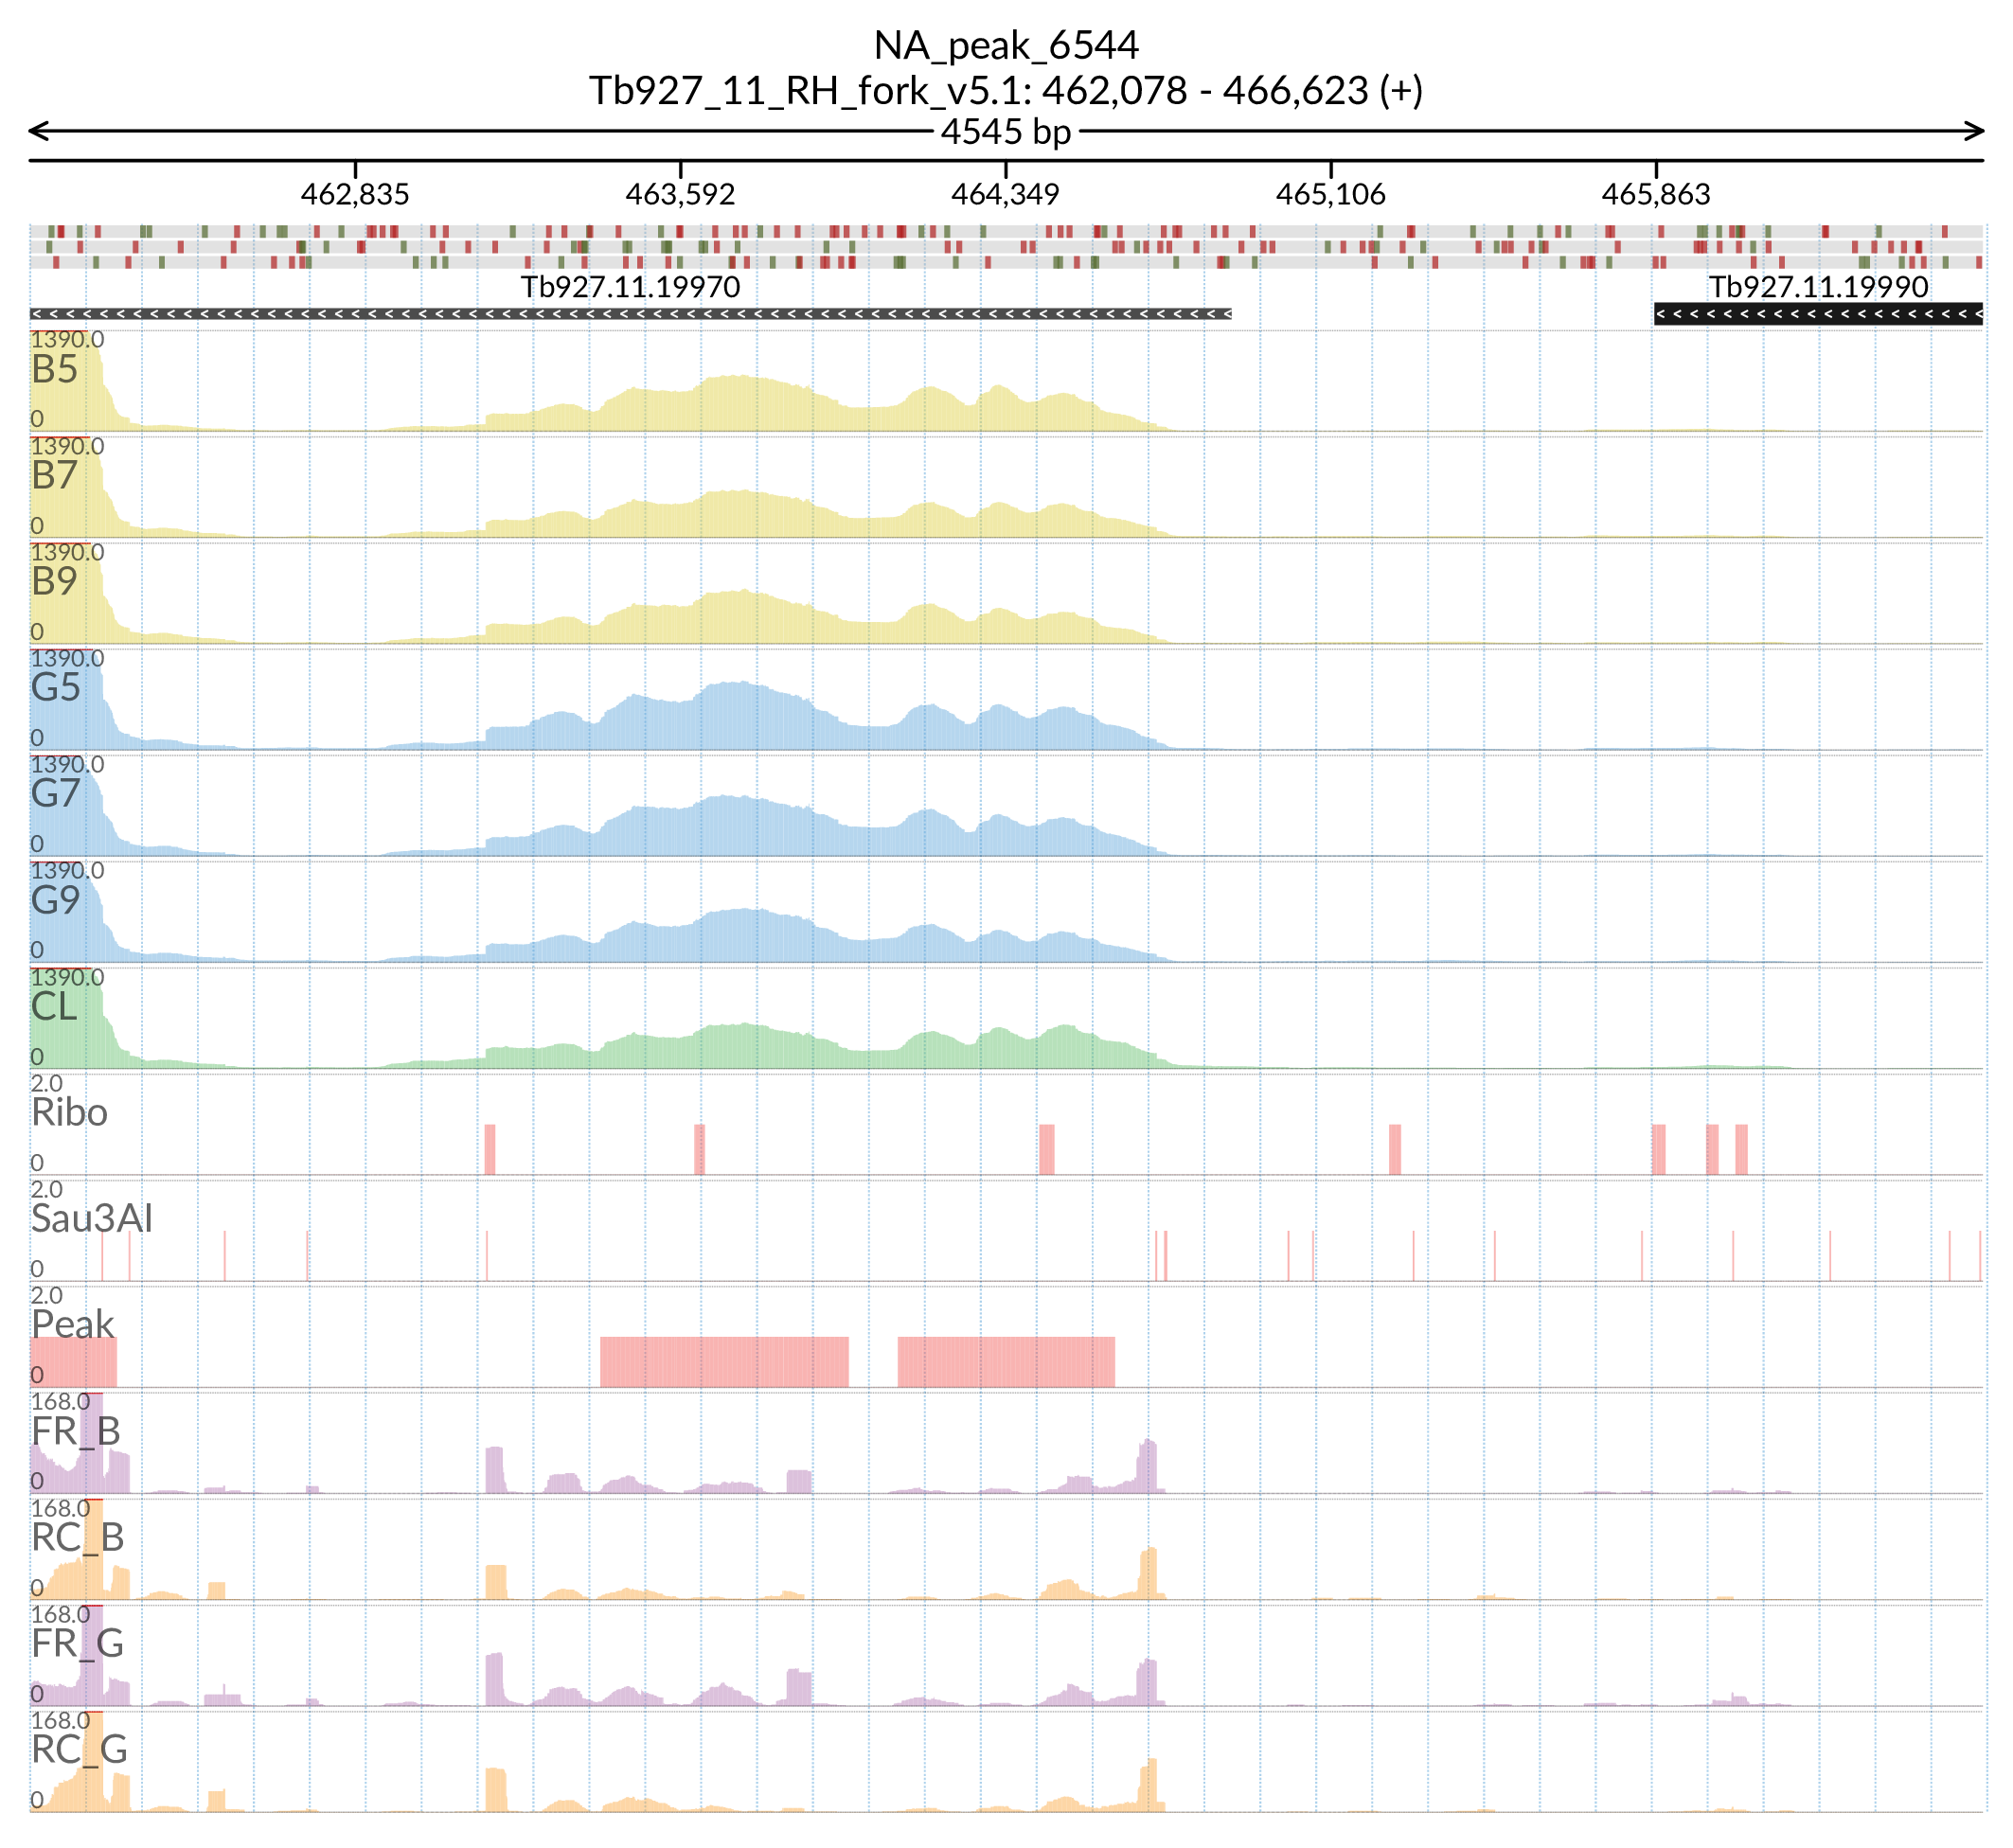 NA_peak_6544
Tb927_11_RH_fork_v5.1: 462,078 - 466,623 (+)
4545 bp
462,835 463,592 464,349 465,106 465,863
Tb927.11.19970 Tb927.11.19990
1390.0
B5
0
1390.0
B7
0
1390.0
B9
0
1390.0
G5
0
1390.0
G7
0
1390.0
G9
0
1390.0
CL
0
2.0
Ribo
0
2.0
Sau3AI
0
2.0
Peak
0
168.0
FR_B
0
168.0
RC_B
0
168.0
FR_G
0
168.0
RC_G
0